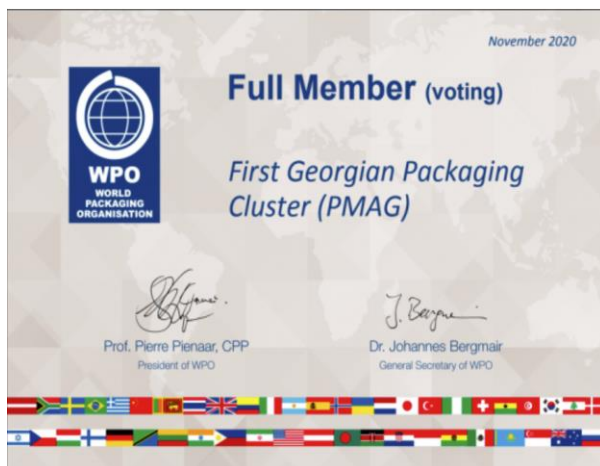 November 2020
Full Member (voting)
WPO
WORLD
PACKAGING
ORGANISATION
First Georgian Packaging
Cluster (PMAG)
Prof. Pierre Pienaar, CPP
President of WPO
J. Bergmair
Dr. Johannes Bergmair
General Secretary of WPO